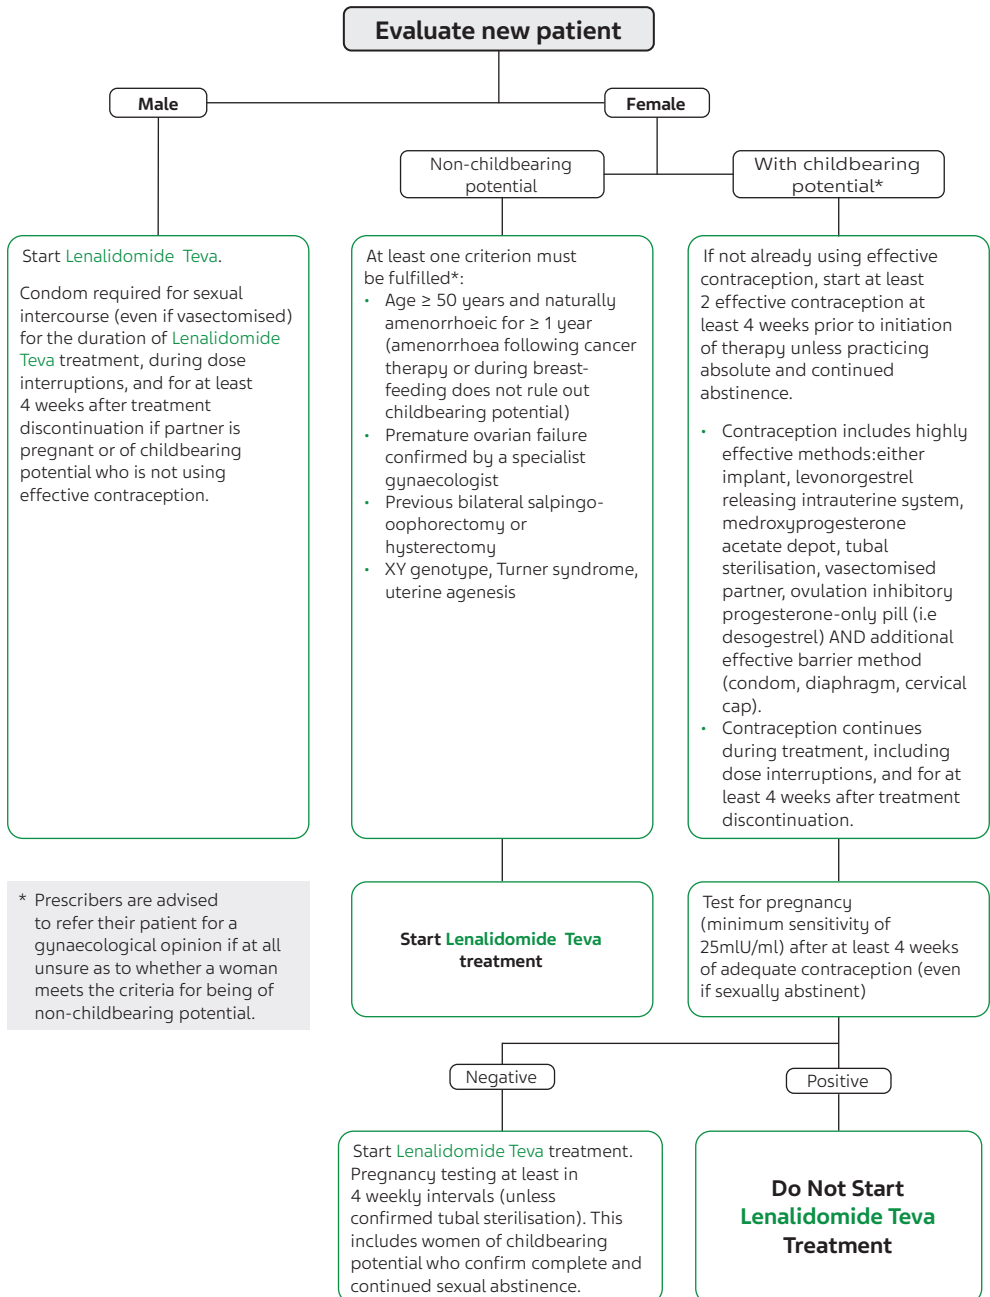 Evaluate new patient
Male
Female
Non-childbearing
potential
With childbearing
potential*
Start Lenalidomide Teva.
Condom required for sexual
intercourse (even if vasectomised)
for the duration of Lenalidomide
Teva treatment, during dose
interruptions, and for at least
4 weeks after treatment
discontinuation if partner is
pregnant or of childbearing
potential who is not using
effective contraception.
At least one criterion must
be fulfilled*:
• Age ≥ 50 years and naturally
amenorrhoeic for ≥ 1 year
(amenorrhoea following cancer
therapy or during breast-
feeding does not rule out
childbearing potential)
• Premature ovarian failure
confirmed by a specialist
gynaecologist
• Previous bilateral salpingo-
oophorectomy or
hysterectomy
• XY genotype, Turner syndrome,
uterine agenesis
If not already using effective
contraception, start at least
2 effective contraception at
least 4 weeks prior to initiation
of therapy unless practicing
absolute and continued
abstinence.
• Contraception includes highly
effective methods:either
implant, levonorgestrel
releasing intrauterine system,
medroxyprogesterone
acetate depot, tubal
sterilisation, vasectomised
partner, ovulation inhibitory
progesterone-only pill (i.e
desogestrel) AND additional
effective barrier method
(condom, diaphragm, cervical
cap).
• Contraception continues
during treatment, including
dose interruptions, and for at
least 4 weeks after treatment
discontinuation.
* Prescribers are advised
to refer their patient for a
gynaecological opinion if at all
unsure as to whether a woman
meets the criteria for being of
non-childbearing potential.
Start Lenalidomide Teva
treatment
Test for pregnancy
(minimum sensitivity of
25mlU/ml) after at least 4 weeks
of adequate contraception (even
if sexually abstinent)
Negative
Positive
Start Lenalidomide Teva treatment.
Pregnancy testing at least in
4 weekly intervals (unless
confirmed tubal sterilisation). This
includes women of childbearing
potential who confirm complete and
continued sexual abstinence.
Do Not Start
Lenalidomide Teva
Treatment